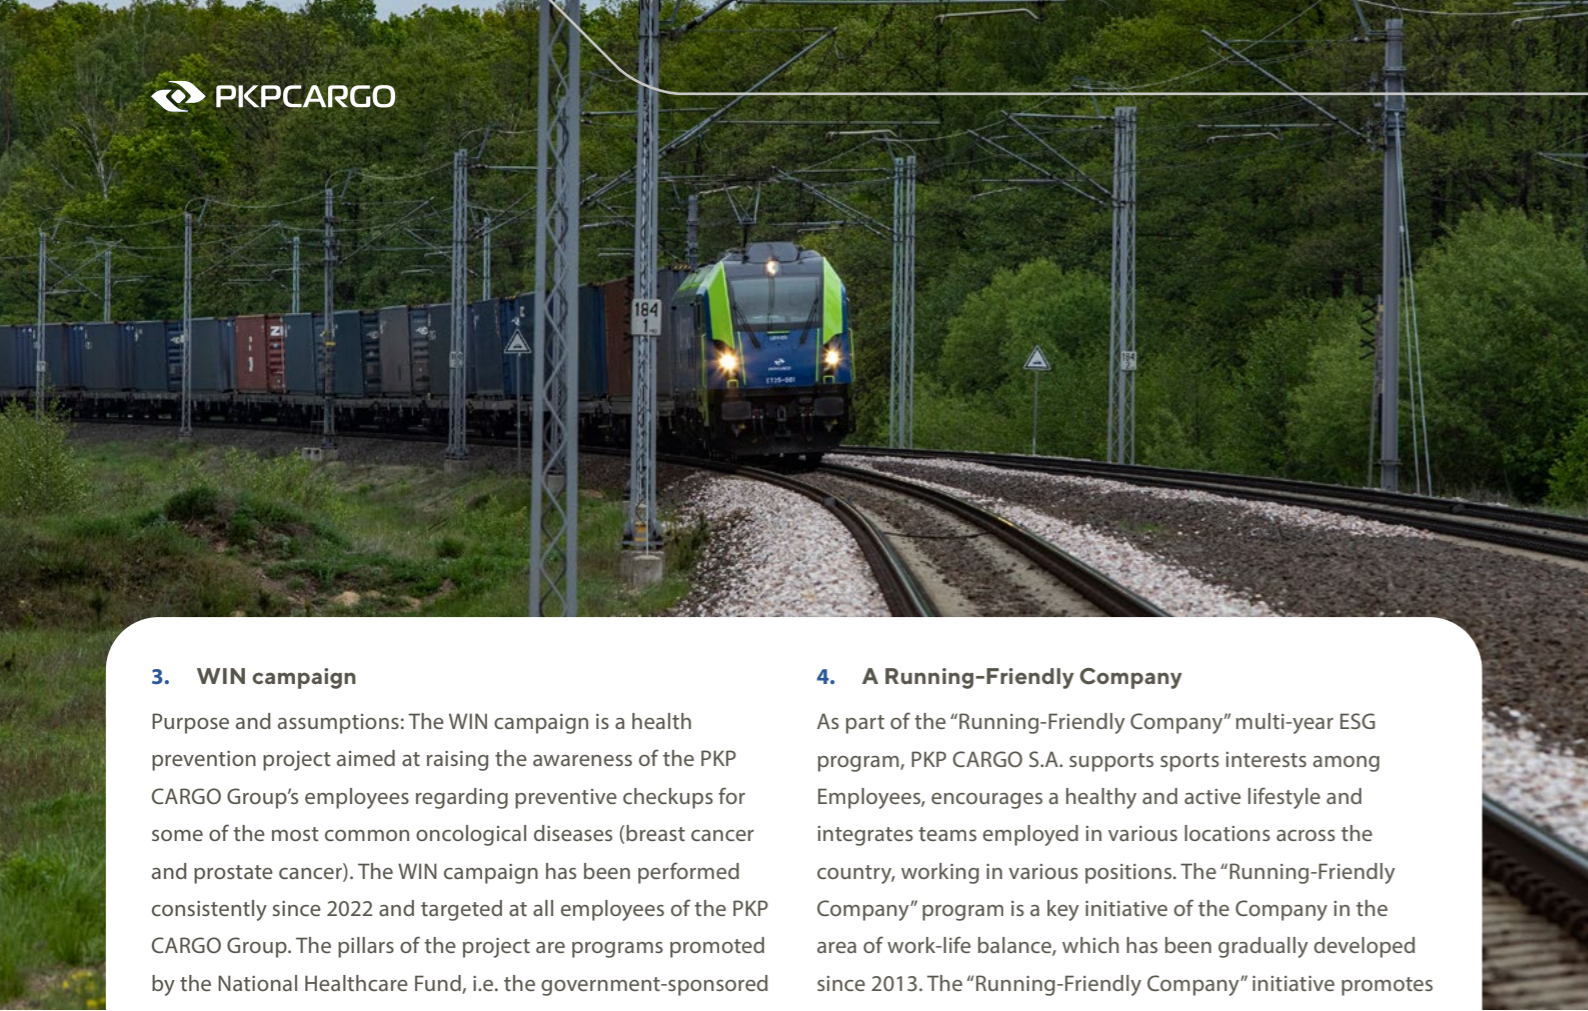 PKPCARGO
184
1
184
ET25-001
3. WIN campaign
Purpose and assumptions: The WIN campaign is a health
prevention project aimed at raising the awareness of the PKP
CARGO Group's employees regarding preventive checkups for
some of the most common oncological diseases (breast cancer
and prostate cancer). The WIN campaign has been performed
consistently since 2022 and targeted at all employees of the PKP
CARGO Group. The pillars of the project are programs promoted
by the National Healthcare Fund, i.e. the government-sponsored
4. A Running-Friendly Company
As part of the “Running-Friendly Company” multi-year ESG
program, PKP CARGO S.A. supports sports interests among
Employees, encourages a healthy and active lifestyle and
integrates teams employed in various locations across the
country, working in various positions. The “Running-Friendly
Company” program is a key initiative of the Company in the
area of work-life balance, which has been gradually developed
since 2013. The “Running-Friendly Company” initiative promotes